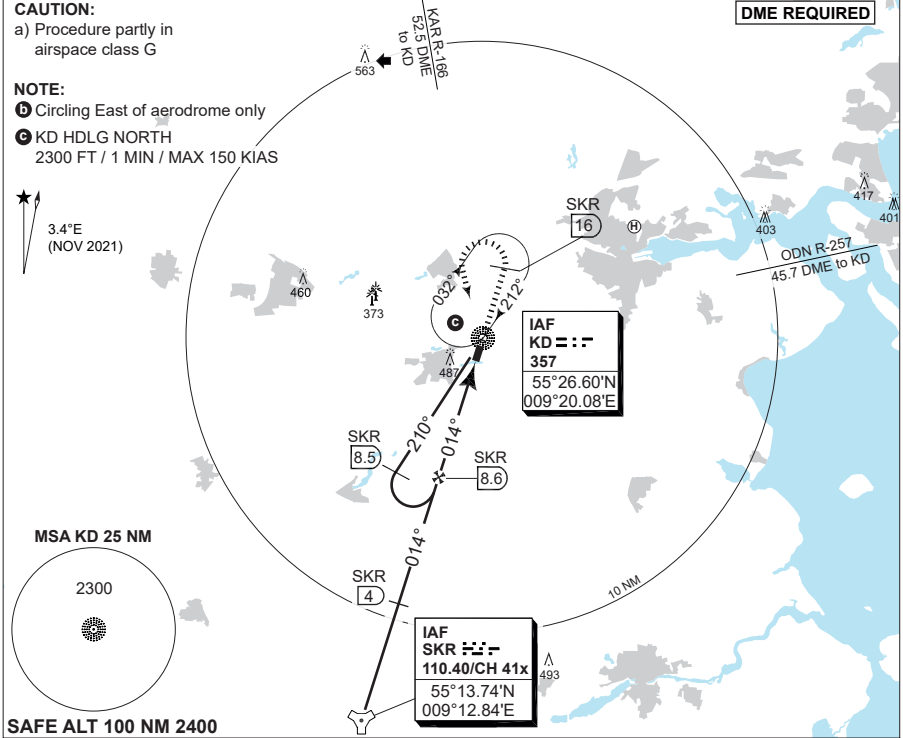 CAUTION:
a) Procedure partly in
airspace class G
NOTE:
b Circling East of aerodrome only
c KD HDLG NORTH
2300 FT / 1 MIN / MAX 150 KIAS
3.4°E
(NOV 2021)
KAR R-166
52.5 DME
to KD
DME REQUIRED
563
417
401
403
SKR
16
H
ODN R-257
45.7 DME to KD
460
373
032°
212°
c
487
IAF
KD
357
55°26.60'N
009°20.08'E
210°
014°
SKR
8.5
SKR
8.6
014°
MSA KD 25 NM
2300
SKR
4
10 NM
IAF
SKR
110.40/CH 41x
55°13.74'N
009°12.84'E
493
SAFE ALT 100 NM 2400